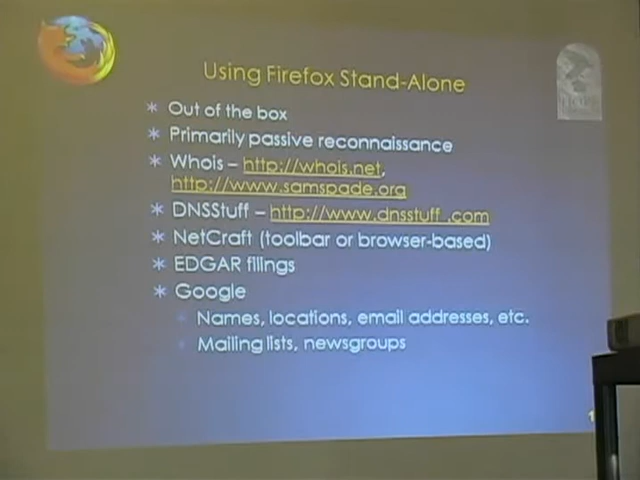 Using Firefox Stand-Alone
* Out of the box
* Primarily passive reconnaissance
* Whois – http://whois.net,
http://www.samspade.org
* DNSStuff – http://www.dnsstuff .com
* NetCraft (toolbar or browser-based)
* EDGAR filings
* Google
Names, locations, email addresses, etc.
Mailing lists, newsgroups